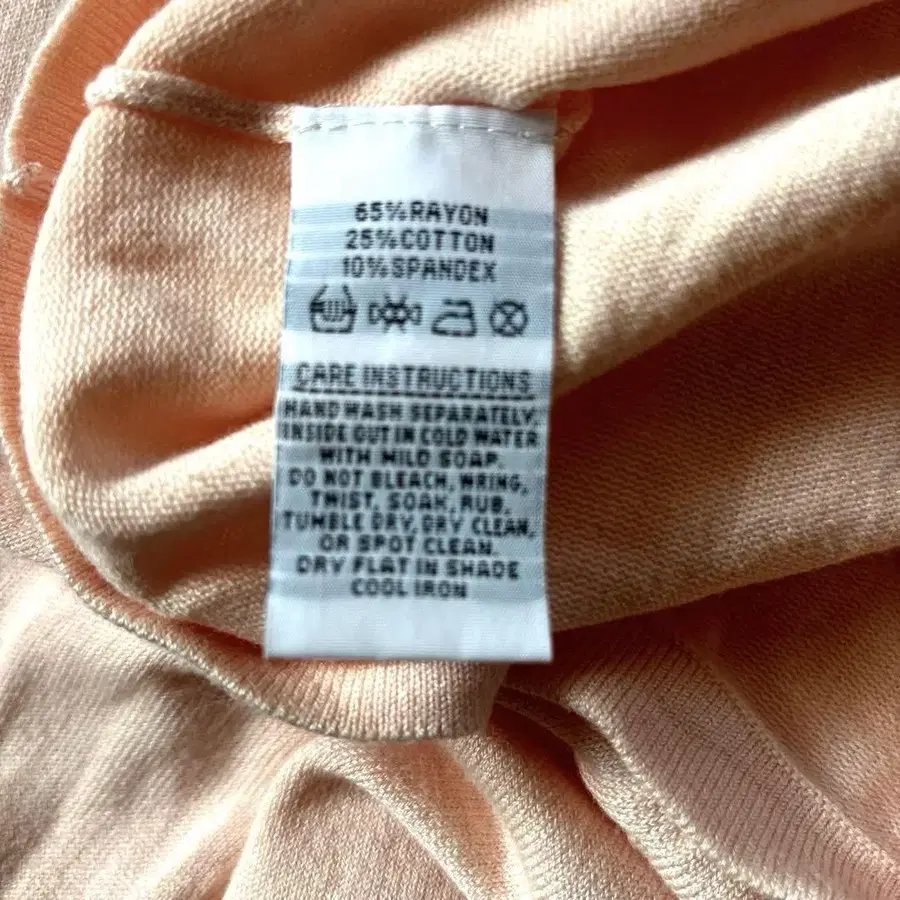 65%RAYON
25%COTTON
10%SPANDEX
CARE INSTRUCTIONS
HAND WASH SEPARATELY,
INSIDE OUT IN COLD WATER
WITH MILD SOAP.
DO NOT BLEACH, WRING,
TWIST, SOAK, RUB,
TUMBLE DRY, DRY CLEAN,
OR SPOT CLEAN.
DRY FLAT IN SHADE
COOL IRON